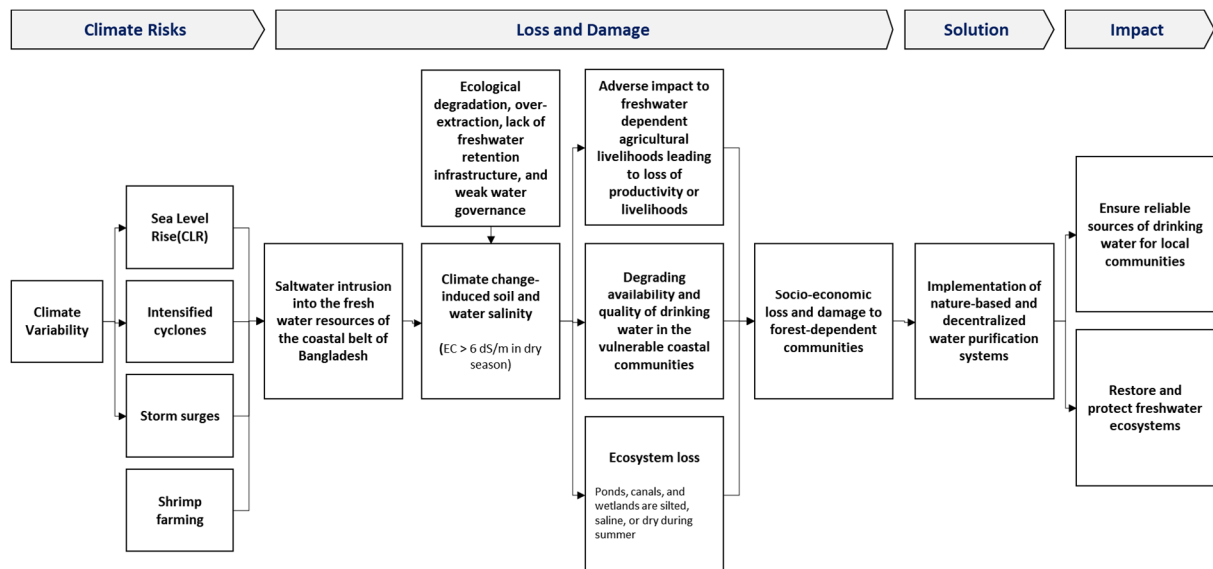 Climate Risks
Loss and Damage
Solution
Impact
Climate
Variability
Sea Level
Rise(CLR)
Intensified
cyclones
Storm surges
Shrimp
farming
Saltwater intrusion
into the fresh
water resources of
the coastal belt of
Bangladesh
Ecological
degradation, over-
extraction, lack of
freshwater
retention
infrastructure, and
weak water
governance
Climate change-
induced soil and
water salinity
(EC > 6 dS/m in dry
season)
Adverse impact to
freshwater
dependent
agricultural
livelihoods leading
to loss of
productivity or
livelihoods
Degrading
availability and
quality of drinking
water in the
vulnerable coastal
communities
Ecosystem loss
Ponds, canals, and
wetlands are silted,
saline, or dry during
summer
Socio-economic
loss and damage to
forest-dependent
communities
Implementation of
nature-based and
decentralized
water purification
systems
Ensure reliable
sources of drinking
water for local
communities
Restore and
protect freshwater
ecosystems